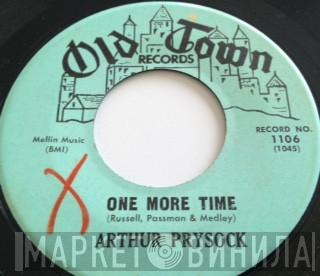 Old Town
RECORDS
RECORD NO.
1106
(1045)
Mellin Music
(BMI)
X
ONE MORE TIME
(Russell, Passman & Medley)
ARTHUR PRYSOCK
МАРКЕТ ВИНИЛА